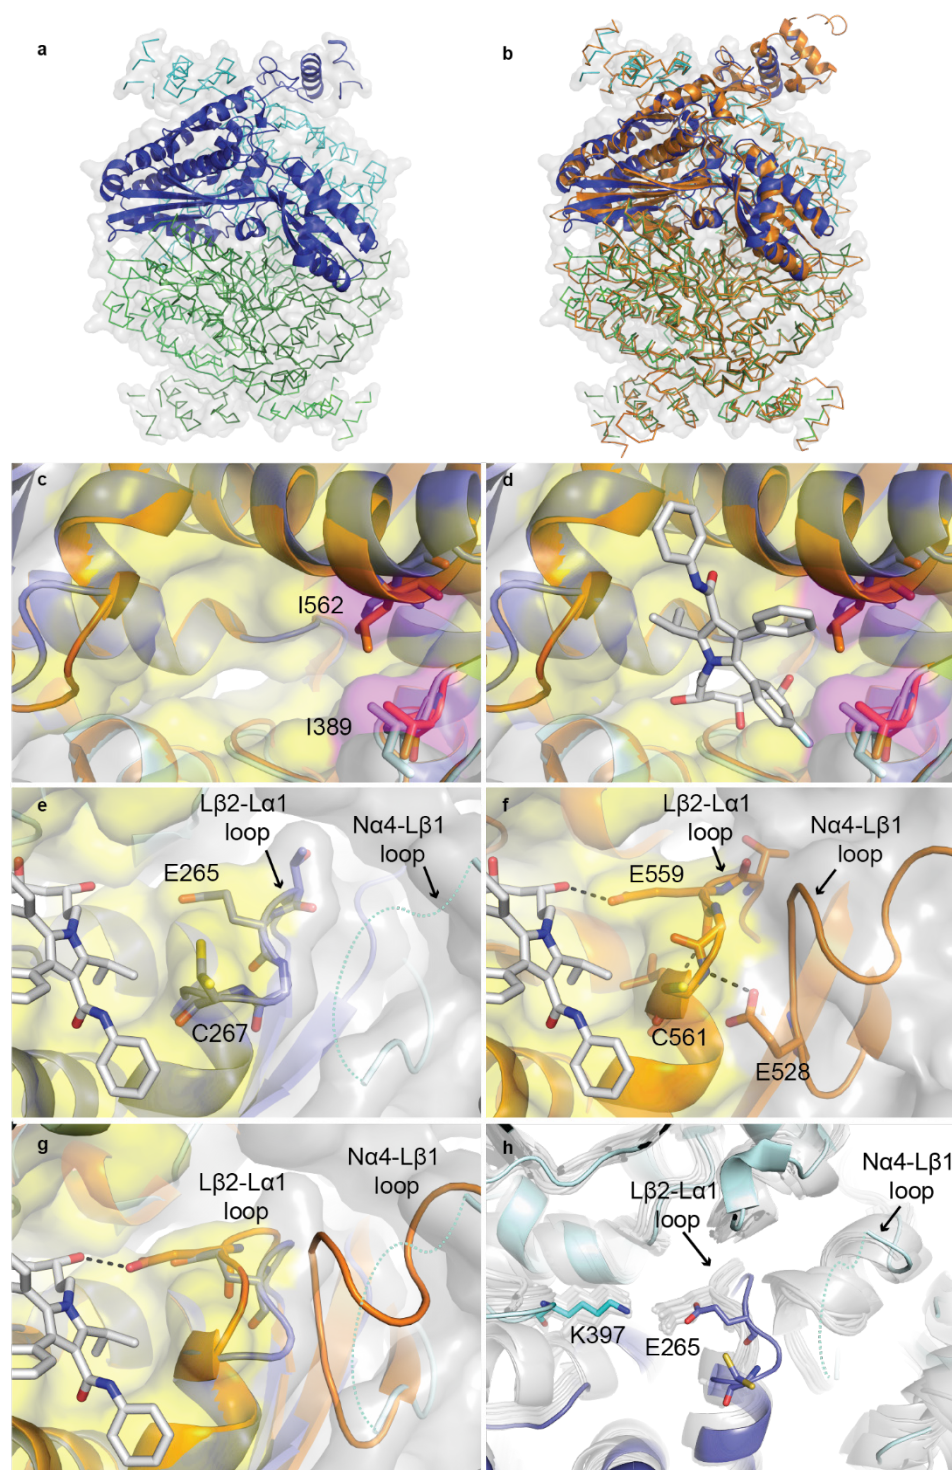 a
b
c
I562
I389
d
e
Lβ2-Lα1
loop
Nα4-Lβ1
loop
E265
C267
f
Lβ2-Lα1
loop
Nα4-Lβ1
loop
E559
C561
E528
g
Lβ2-Lα1
loop
Nα4-Lβ1
loop
h
Lβ2-Lα1
loop
Nα4-Lβ1
loop
K397
E265